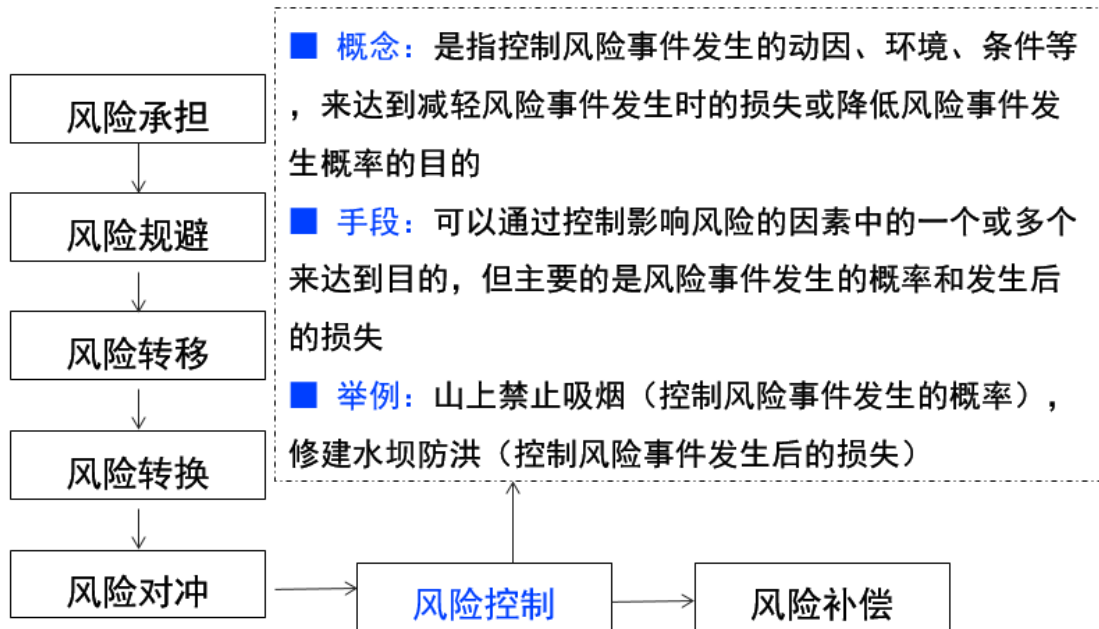 ■ 概念：是指控制风险事件发生的动因、环境、条件等
，来达到减轻风险事件发生时的损失或降低风险事件发
生概率的目的
■ 手段：可以通过控制影响风险的因素中的一个或多个
来达到目的，但主要的是风险事件发生的概率和发生后
的损失
■ 举例：山上禁止吸烟（控制风险事件发生的概率），
修建水坝防洪（控制风险事件发生后的损失）
风险承担
风险规避
风险转移
风险转换
风险对冲
风险控制
风险补偿